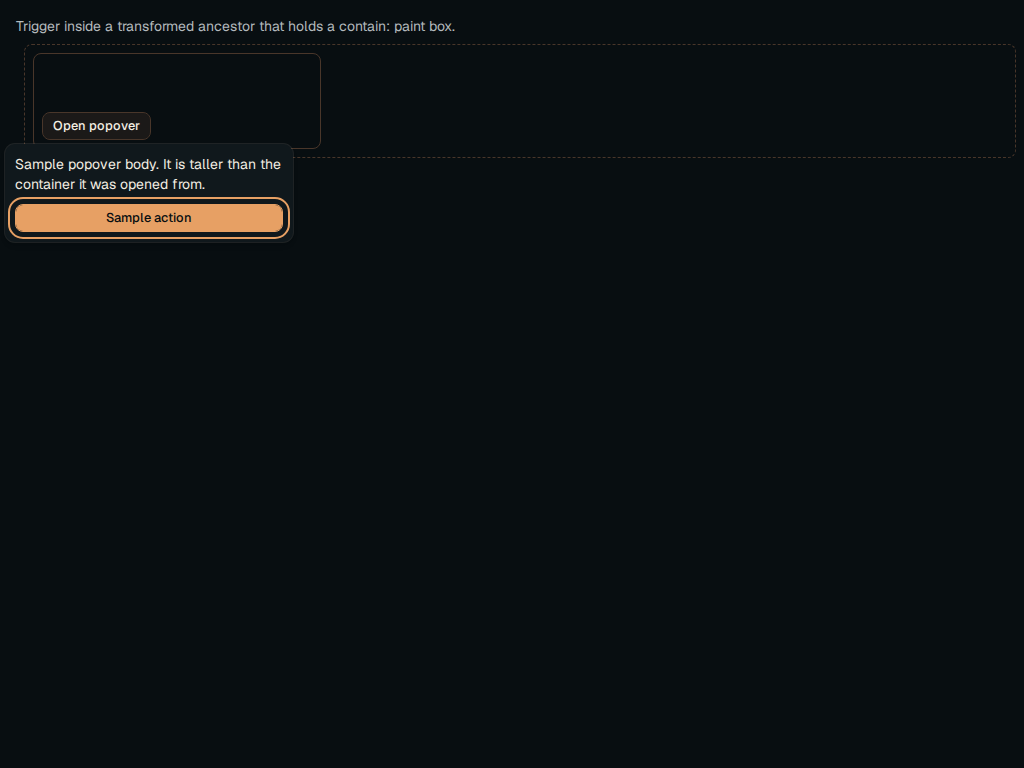 Trigger inside a transformed ancestor that holds a contain: paint box.
Open popover
Sample popover body. It is taller than the
container it was opened from.
Sample action